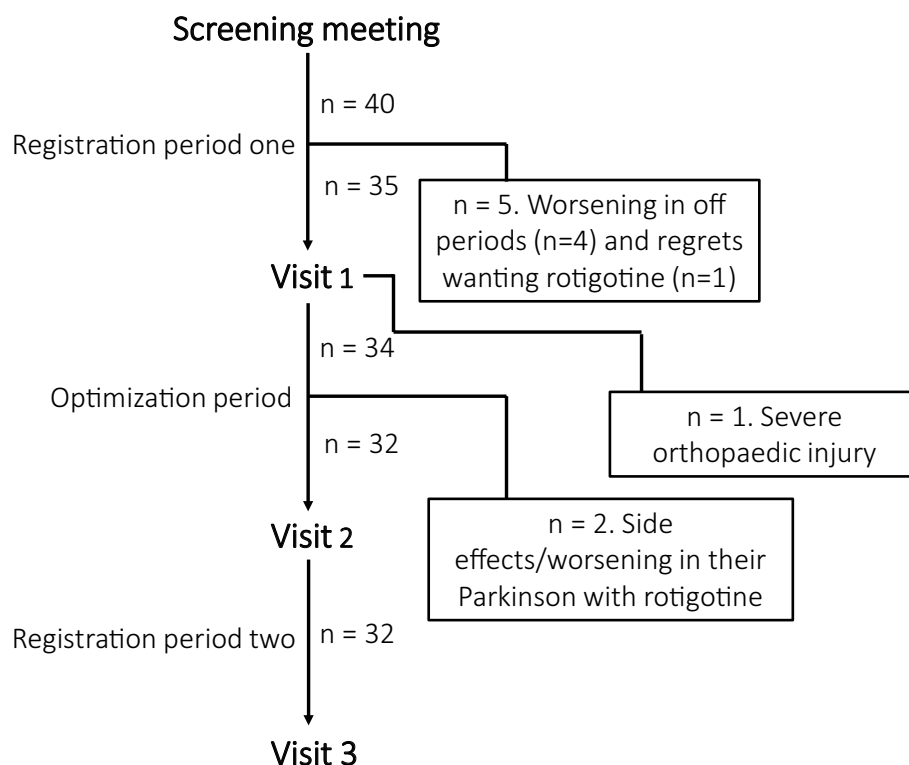 Screening meeting
n = 40
Registration period one
n = 35
n = 5. Worsening in off
periods (n=4) and regrets
wanting rotigotine (n=1)
Visit 1
n = 34
Optimization period
n = 1. Severe
orthopaedic injury
n = 32
n = 2. Side
effects/worsening in their
Parkinson with rotigotine
Visit 2
Registration period two
n = 32
Visit 3